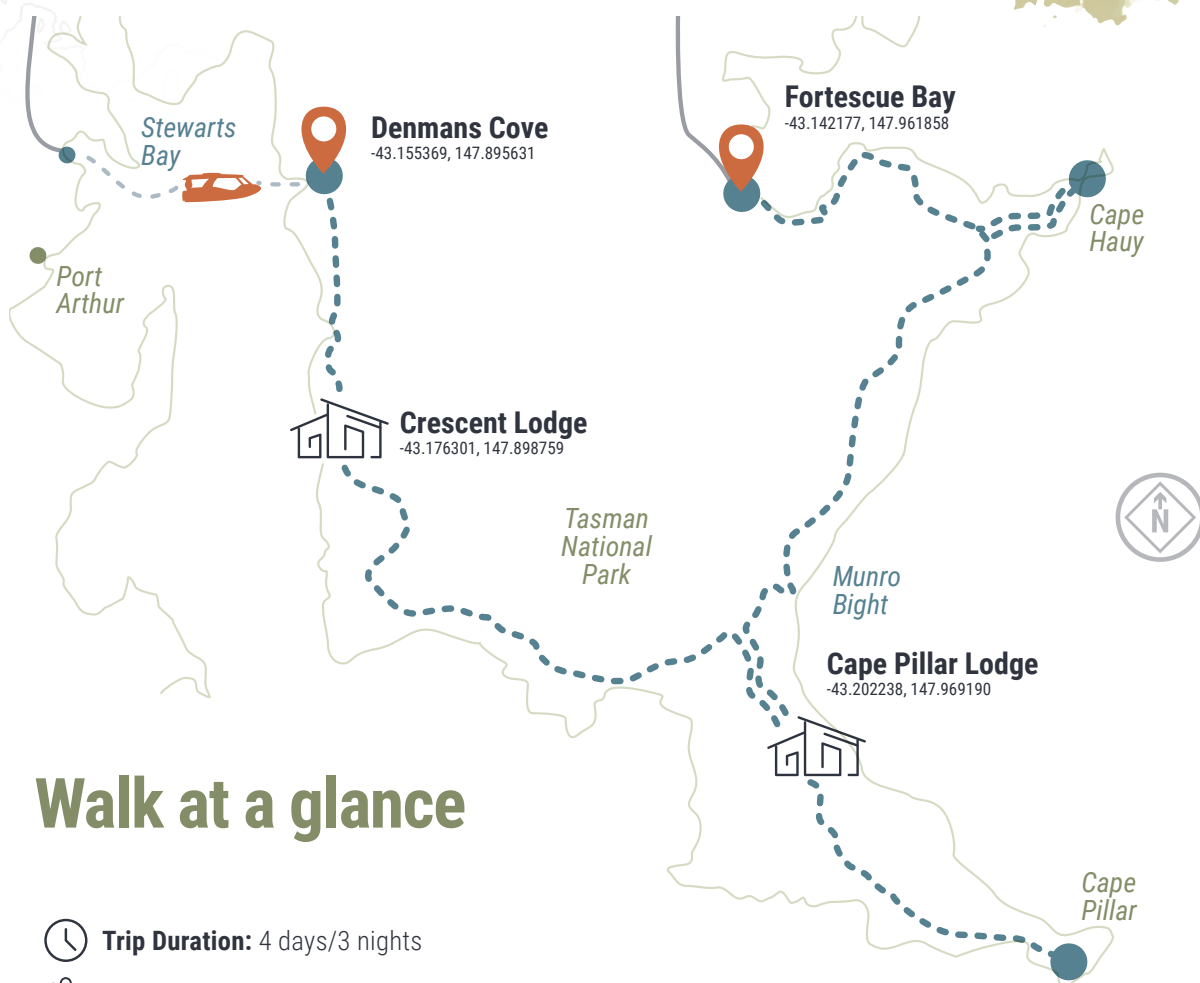 Fortescue Bay
-43.142177, 147.961858
Stewarts
Bay
Denmans Cove
-43.155369, 147.895631
Cape
Hauy
Port
Arthur
Crescent Lodge
-43.176301, 147.898759
N
Tasman
National
Park
Munro
Bight
Cape Pillar Lodge
-43.202238, 147.969190
Walk at a glance
Cape
Pillar
Trip Duration: 4 days/3 nights